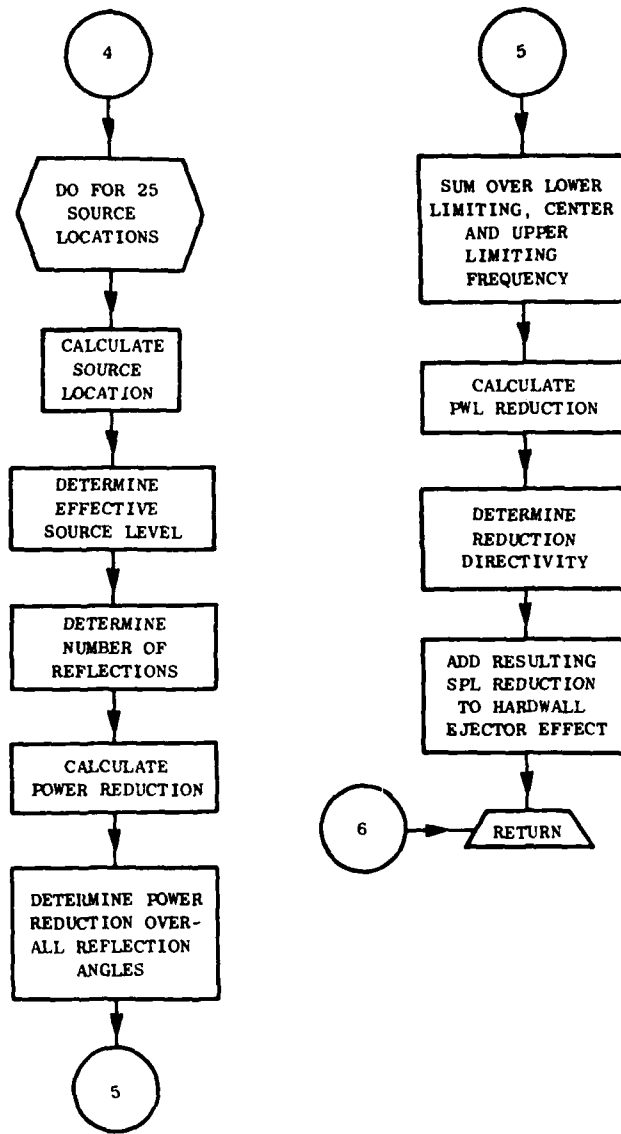 4
DO FOR 25
SOURCE
LOCATIONS
CALCULATE
SOURCE
LOCATION
DETERMINE
EFFECTIVE
SOURCE LEVEL
DETERMINE
NUMBER OF
REFLECTIONS
CALCULATE
POWER REDUCTION
DETERMINE POWER
REDUCTION OVER-
ALL REFLECTION
ANGLES
5
5
SUM OVER LOWER
LIMITING, CENTER
AND UPPER
LIMITING
FREQUENCY
CALCULATE
PWL REDUCTION
DETERMINE
REDUCTION
DIRECTIVITY
ADD RESULTING
SPL REDUCTION
TO HARDWALL
EJECTOR EFFECT
6
RETURN